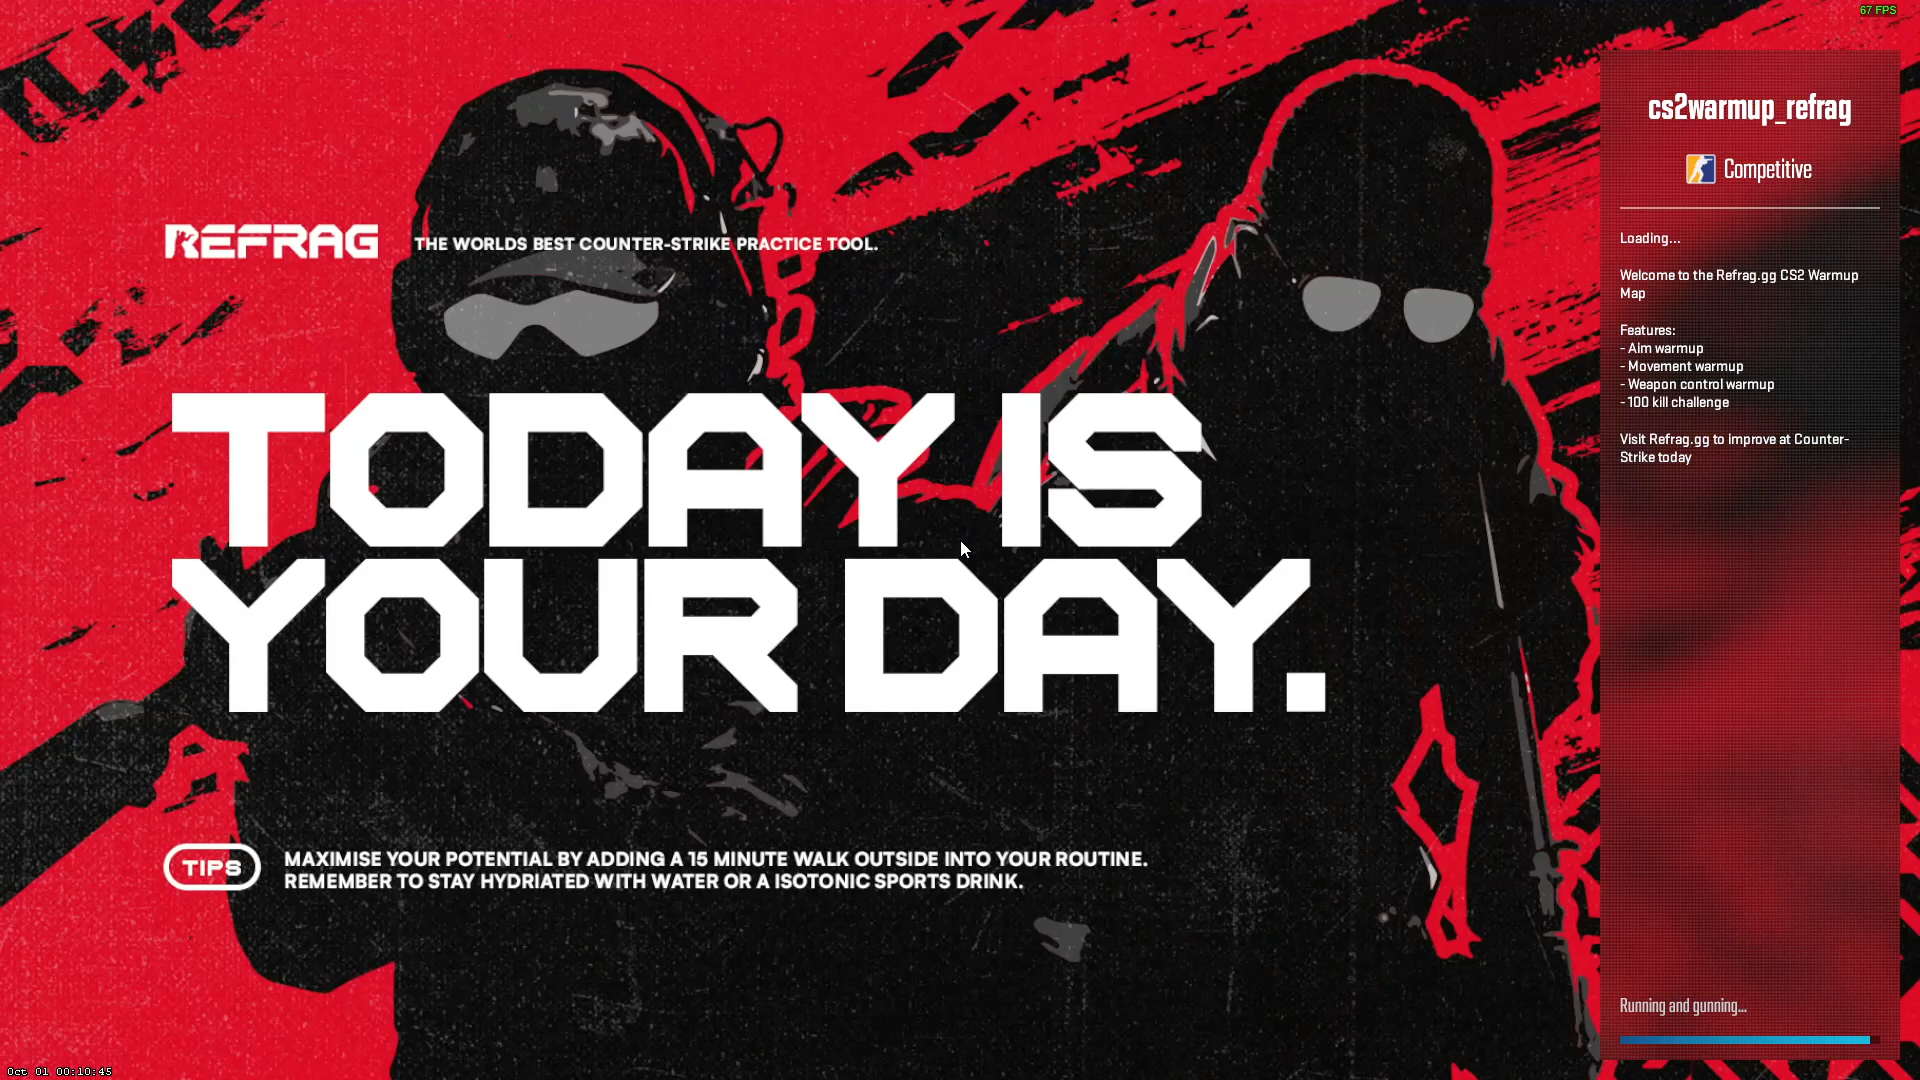 67 FPS
cs2warmup_refrag
Competitive
Loading...
Welcome to the Refrag.gg CS2 Warmup
Map
Features:
- Aim warmup
- Movement warmup
- Weapon control warmup
- 100 kill challenge
Visit Refrag.gg to improve at Counter-
Strike today
REFRAG
THE WORLDS BEST COUNTER-STRIKE PRACTICE TOOL.
TODAY IS
YOUR DAY.
TIPS
MAXIMISE YOUR POTENTIAL BY ADDING A 15 MINUTE WALK OUTSIDE INTO YOUR ROUTINE.
REMEMBER TO STAY HYDRIATED WITH WATER OR A ISOTONIC SPORTS DRINK.
Running and gunning...
Oct 01 00:10:45